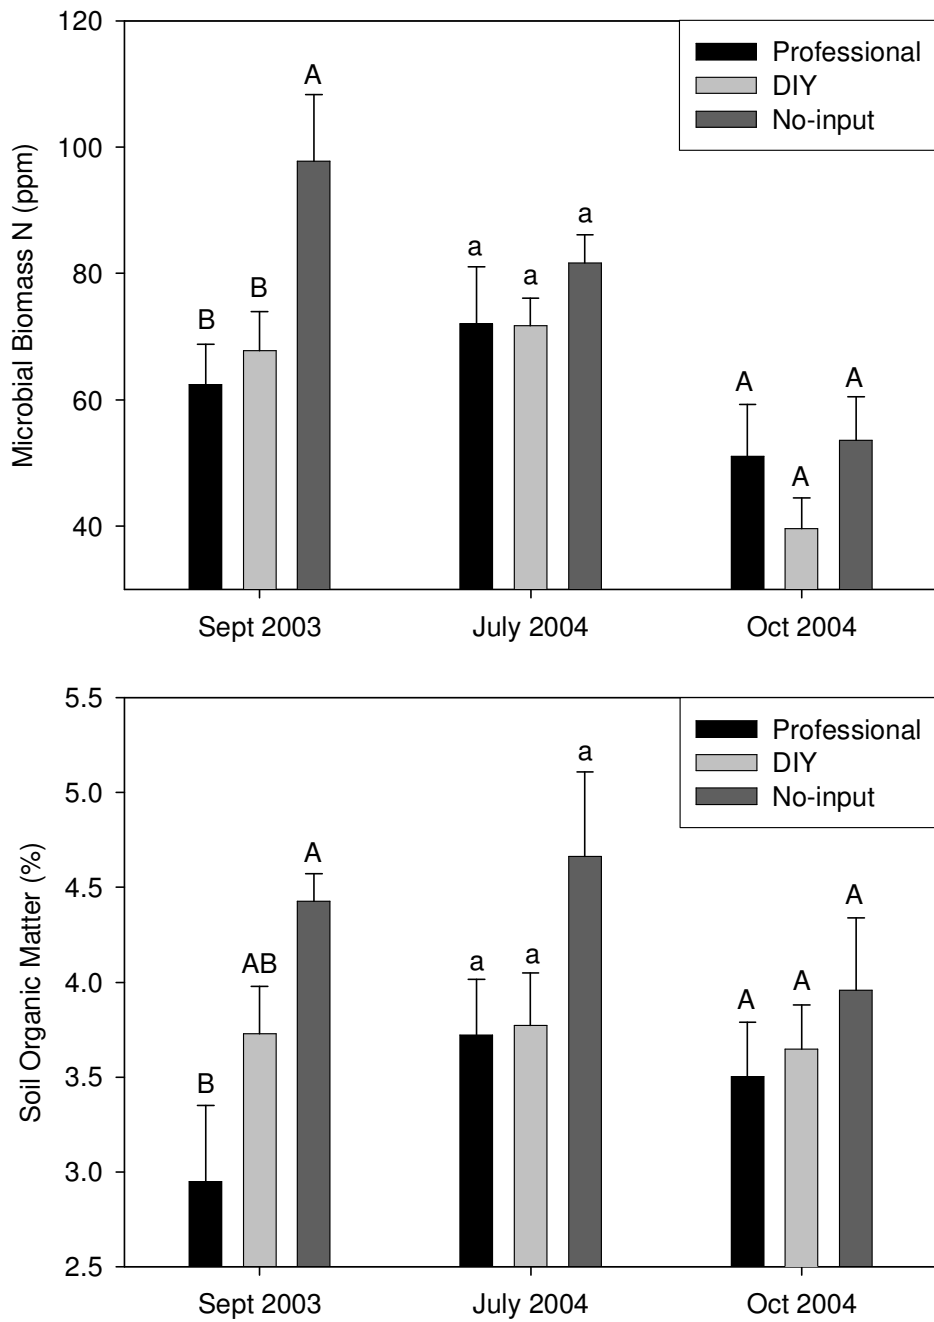 Microbial Biomass N (ppm)
120
100
80
60
40
Professional
DIY
No-input
B
B
A
a
a
a
A
A
A
Sept 2003
July 2004
Oct 2004
Soil Organic Matter (%)
5.5
5.0
4.5
4.0
3.5
3.0
2.5
Professional
DIY
No-input
B
AB
A
a
a
a
A
A
A
Sept 2003
July 2004
Oct 2004